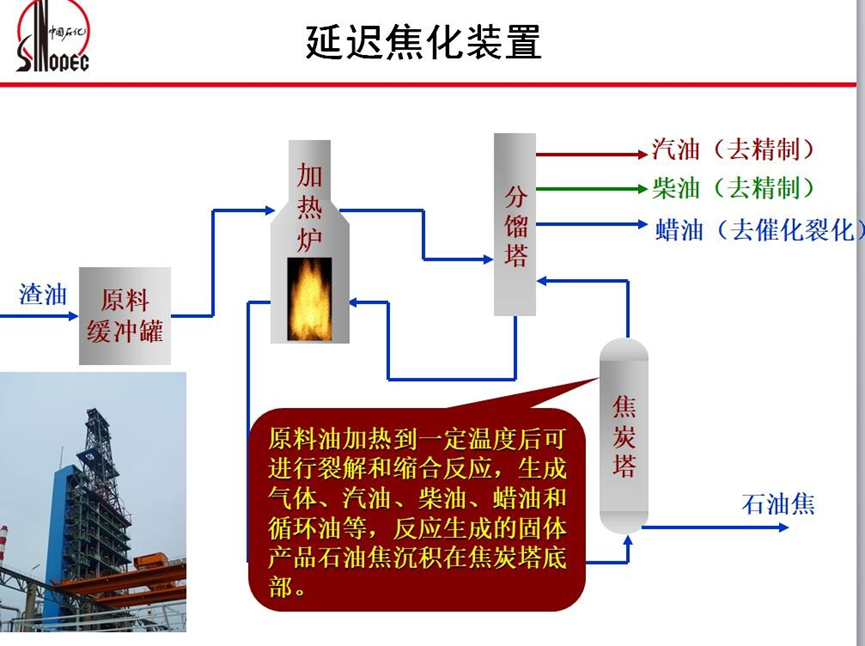 中国石化
SINOPEC
延迟焦化装置
加
热
炉
分
馏
塔
汽油（去精制）
柴油（去精制）
蜡油（去催化裂化）
渣油
原料
缓冲罐
焦
炭
塔
原料油加热到一定温度后可
进行裂解和缩合反应，生成
气体、汽油、柴油、蜡油和
循环油等，反应生成的固体
产品石油焦沉积在焦炭塔底
部。
石油焦